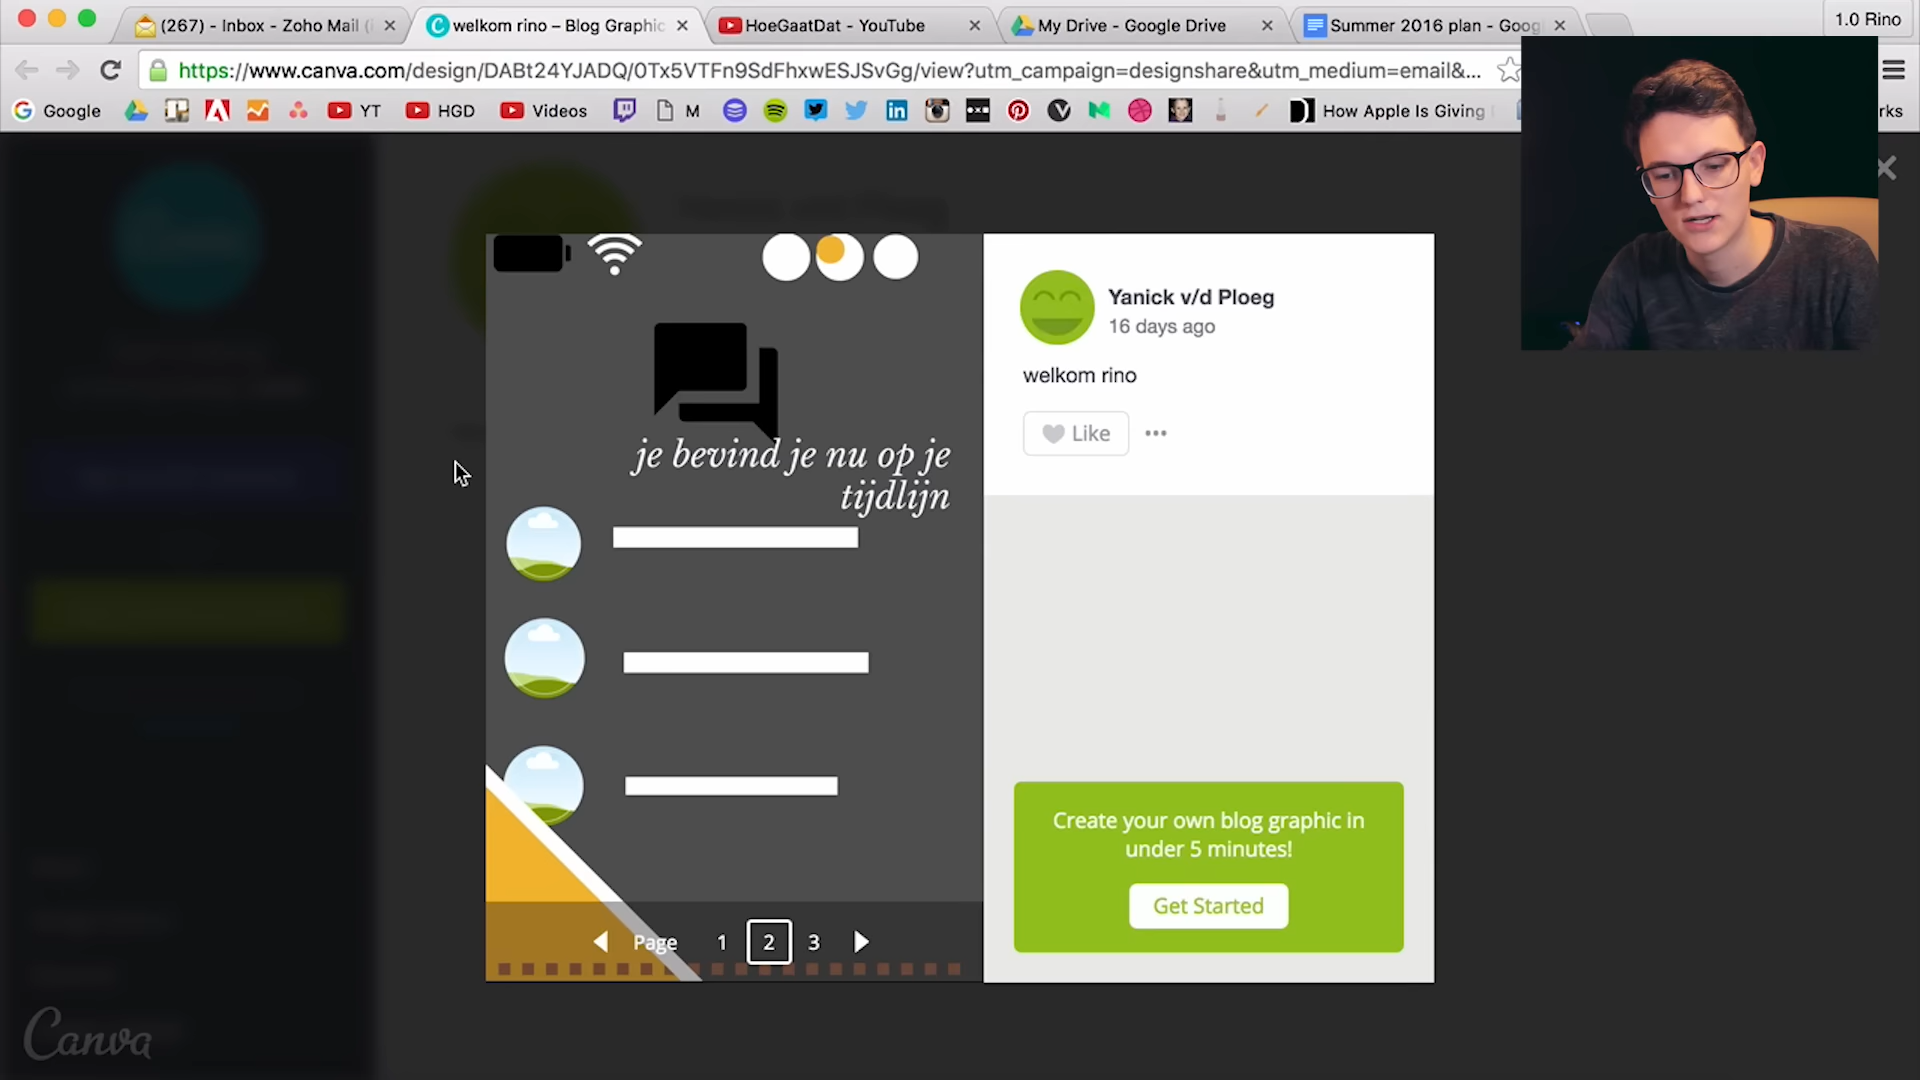 (267) - Inbox - Zoho Mail (
welkom rino – Blog Graphic
HoeGaatDat - YouTube
My Drive - Google Drive
Summer 2016 plan - Goog
1.0 Rino
https://www.canva.com/design/DABt24YJADQ/0Tx5VTFn9SdFhxwESJSvGg/view?utm_campaign=designshare&utm_medium=email&...
Google
YT
HGD
Videos
M
How Apple Is Giving
rks
je bevind je nu op je
tijdlijn
Page 1 2 3
Yanick v/d Ploeg
16 days ago
welkom rino
Like
Create your own blog graphic in
under 5 minutes!
Get Started
Canva